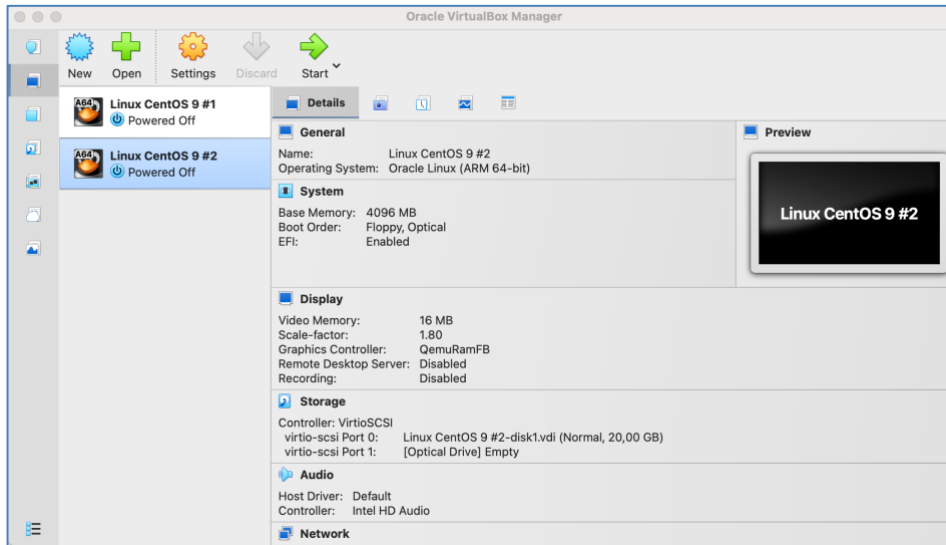 Oracle VirtualBox Manager
New Open Settings Discard Start
A64 Linux CentOS 9 #1
Powered Off
A64 Linux CentOS 9 #2
Powered Off
Details
General
Name: Linux CentOS 9 #2
Operating System: Oracle Linux (ARM 64-bit)
System
Base Memory: 4096 MB
Boot Order: Floppy, Optical
EFI: Enabled
Preview
Linux CentOS 9 #2
Display
Video Memory: 16 MB
Scale-factor: 1.80
Graphics Controller: QemuRamFB
Remote Desktop Server: Disabled
Recording: Disabled
Storage
Controller: VirtioSCSI
virtio-scsi Port 0: Linux CentOS 9 #2-disk1.vdi (Normal, 20,00 GB)
virtio-scsi Port 1: [Optical Drive] Empty
Audio
Host Driver: Default
Controller: Intel HD Audio
Network